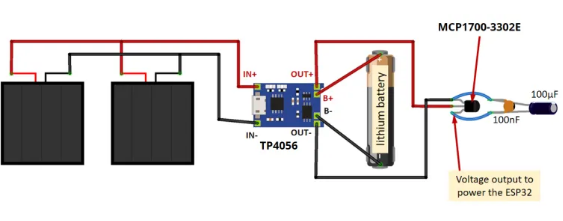 MCP1700-3302E
IN+
OUT+
B+
B-
IN-
OUT-
TP4056
lithium battery
100µF
100nF
Voltage output to
power the ESP32